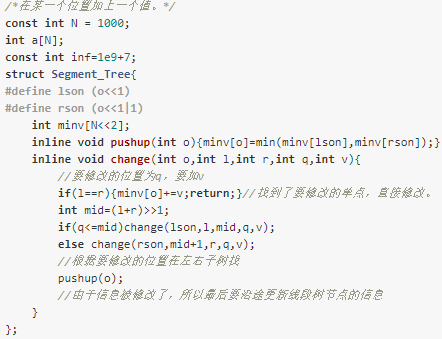 /*在某一個位置加上一個值。*/
const int N = 1000;
int a[N];
const int inf=1e9+7;
struct Segment_Tree{
#define lson (o<<1)
#define rson (o<<1|1)
    int minv[N<<2];
    inline void pushup(int o){minv[o]=min(minv[lson],minv[rson]);}
    inline void change(int o,int l,int r,int q,int v){
        //要修改的位置為q，要加v
        if(l==r){minv[o]+=v;return;}//找到了要修改的單点，直接修改。
        int mid=(l+r)>>1;
        if(q<=mid)change(lson,l,mid,q,v);
        else change(rson,mid+1,r,q,v);
        //根據要修改的位置在左右子樹找
        pushup(o);
        //由于信息被修改了，所以最后要沿途更新线段树节点的信息
    }
};